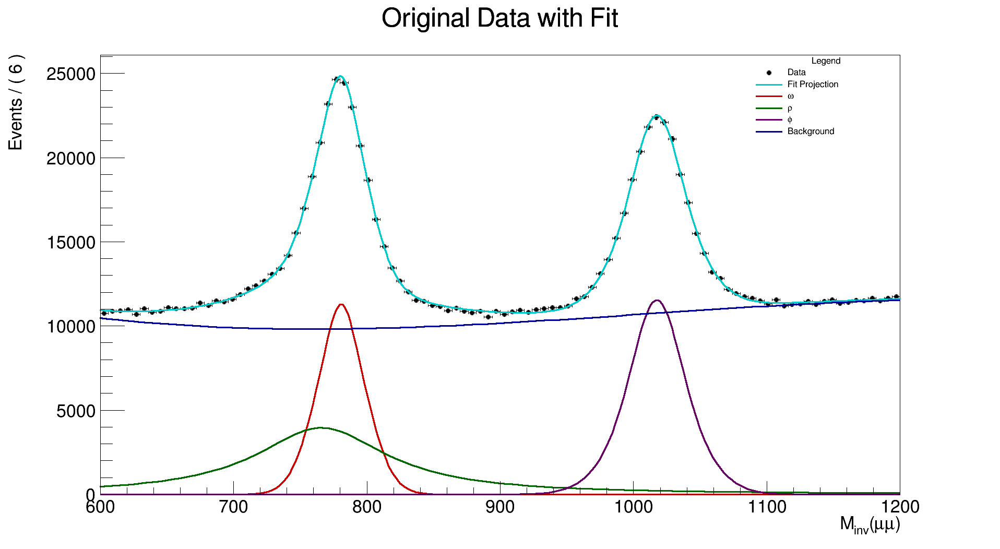 Original Data with Fit
Events / ( 6 )
25000
20000
15000
10000
5000
0
600 700 800 900 1000 1100 1200
M_inv(μμ)
Legend
Data
Fit Projection
ω
ρ
ϕ
Background